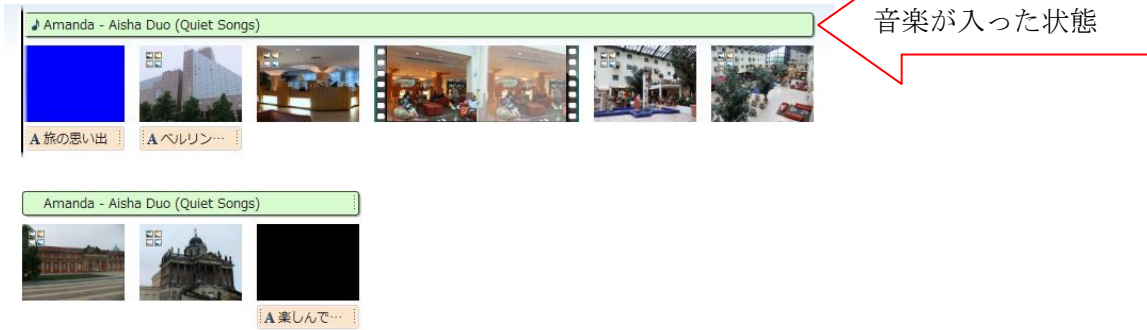 Amanda - Aisha Duo (Quiet Songs)
音楽が入った状態
A 旅の思い出
A ベルリン…
Amanda - Aisha Duo (Quiet Songs)
A 楽しんで…